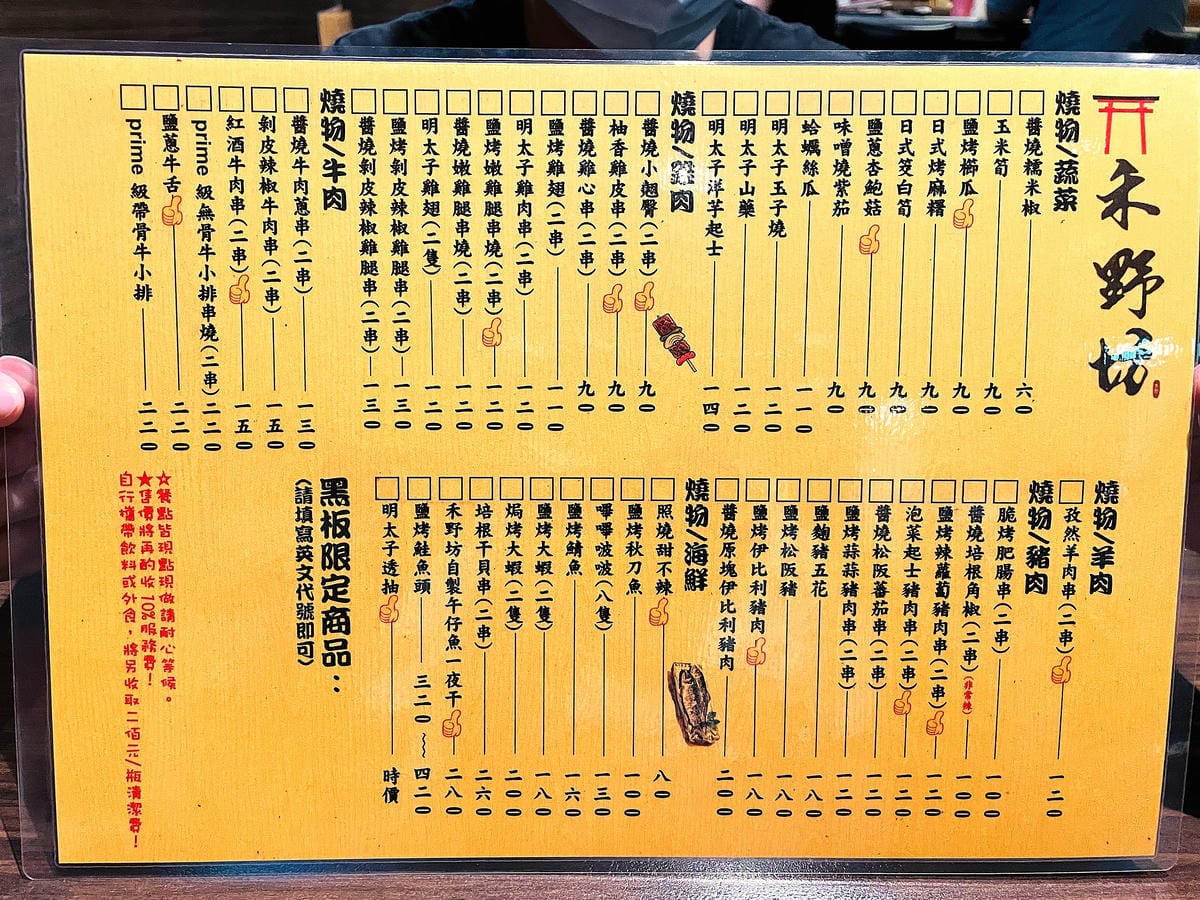 禾野坊
燒物/蔬菜
醬燒糯米椒 六〇
玉米筍 九〇
鹽烤櫛瓜 九〇
日式烤麻糬 九〇
日式筊白筍 九〇
鹽蔥杏鮑菇 九〇
味噌燒紫茄 九〇
蛤蠣絲瓜 一一〇
明太子玉子燒 一二〇
明太子山藥 一二〇
明太子洋芋起士 一四〇
燒物/雞肉
醬燒小翹臀(二串) 九〇
柚香雞皮串(二串) 九〇
醬燒雞心串(二串) 九〇
鹽烤雞翅(二串) 一一〇
明太子雞肉串(二串) 一二〇
鹽烤嫩雞腿串燒(二串) 一二〇
醬燒嫩雞腿串燒(二串) 一二〇
明太子雞翅(二隻) 一二〇
鹽烤剝皮辣椒雞腿串(二串) 一三〇
醬燒剝皮辣椒雞腿串(二串) 一三〇
燒物/牛肉
醬燒牛肉蔥串(二串) 一三〇
剝皮辣椒牛肉串(二串) 一五〇
紅酒牛肉串(二串) 一五〇
prime 級無骨牛小排串燒(二串) 二二〇
鹽蔥牛舌 二二〇
prime 級帶骨牛小排 二二〇
燒物/羊肉
孜然羊肉串(二串) 一二〇
燒物/豬肉
脆烤肥腸串(二串) 一一〇
醬燒培根角椒(二串)(非常辣) 一〇〇
鹽烤辣蘿蔔豬肉串(二串) 一二〇
泡菜起士豬肉串(二串) 一二〇
醬燒松阪蕃茄串(二串) 一二〇
鹽烤蒜蒜豬肉串(二串) 一二〇
鹽麴豬五花 一八〇
鹽烤松阪豬 一八〇
鹽烤伊比利豬肉 一八〇
醬燒原塊伊比利豬肉 二〇〇
燒物/海鮮
照燒甜不辣 八〇
鹽烤秋刀魚 一〇〇
嗶嗶啵啵(八隻) 一三〇
鹽烤鯖魚 一六〇
鹽烤大蝦(二隻) 一八〇
焗烤大蝦(二隻) 二〇〇
培根干貝串(二串) 二六〇
禾野坊自製午仔魚一夜干 二八〇
鹽烤鮭魚頭 三二〇~四二〇
明太子透抽 時價
黑板限定商品：
(請填寫英文代號即可)
☆餐點皆現點現做請耐心等候。
★售價將再酌收10%服務費！
自行攜帶飲料或外食，將另收取二佰元/瓶清潔費！